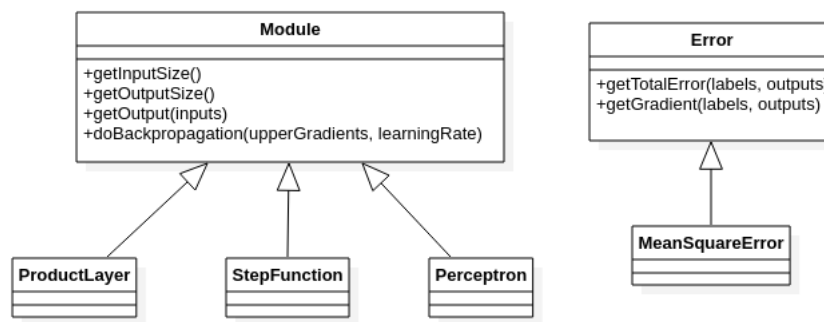 Module
+getInputSize()
+getOutputSize()
+getOutput(inputs)
+doBackpropagation(upperGradients, learningRate)
Error
+getTotalError(labels, outputs)
+getGradient(labels, outputs)
ProductLayer
StepFunction
Perceptron
MeanSquareError